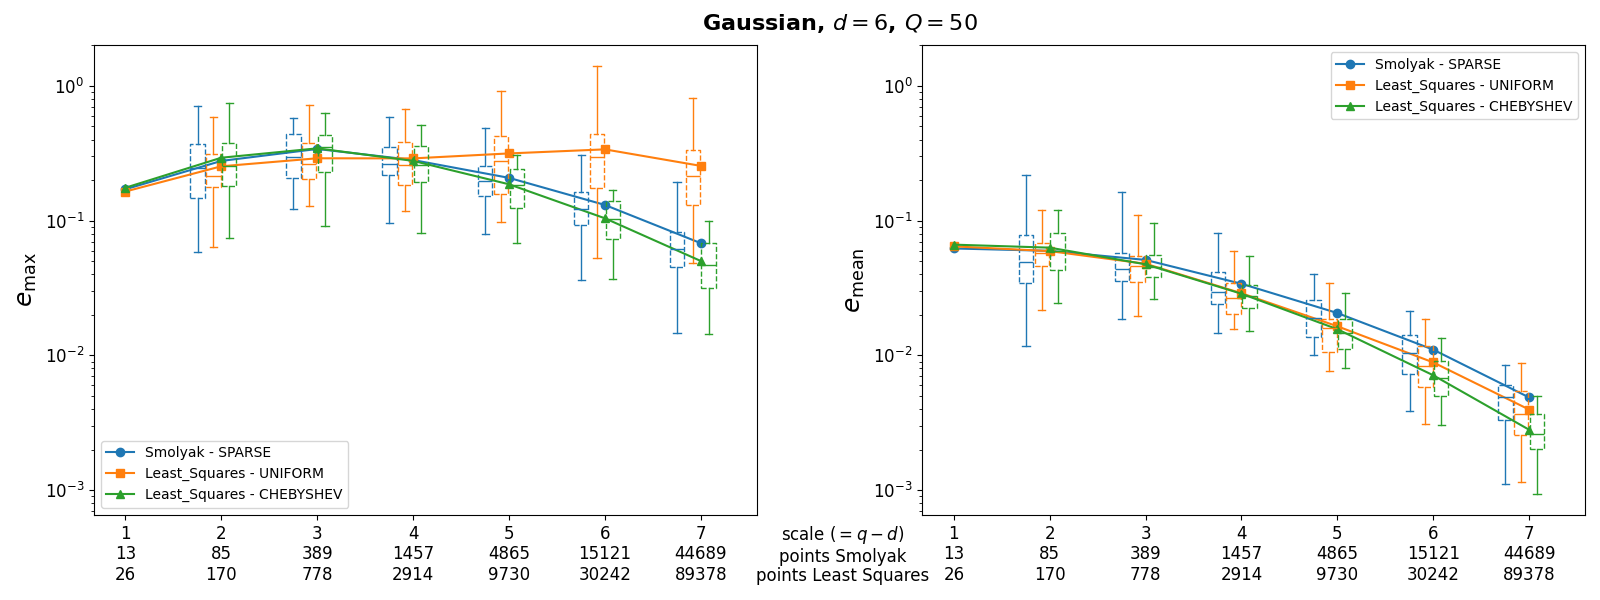 Gaussian, d = 6, Q = 50
10⁰
10⁻¹
10⁻²
10⁻³
e_max
Smolyak - SPARSE
Least_Squares - UNIFORM
Least_Squares - CHEBYSHEV
1 2 3 4 5 6 7
13 85 389 1457 4865 15121 44689
26 170 778 2914 9730 30242 89378
scale (= q − d)
points Smolyak
points Least Squares
10⁰
10⁻¹
10⁻²
10⁻³
e_mean
Smolyak - SPARSE
Least_Squares - UNIFORM
Least_Squares - CHEBYSHEV
1 2 3 4 5 6 7
13 85 389 1457 4865 15121 44689
26 170 778 2914 9730 30242 89378